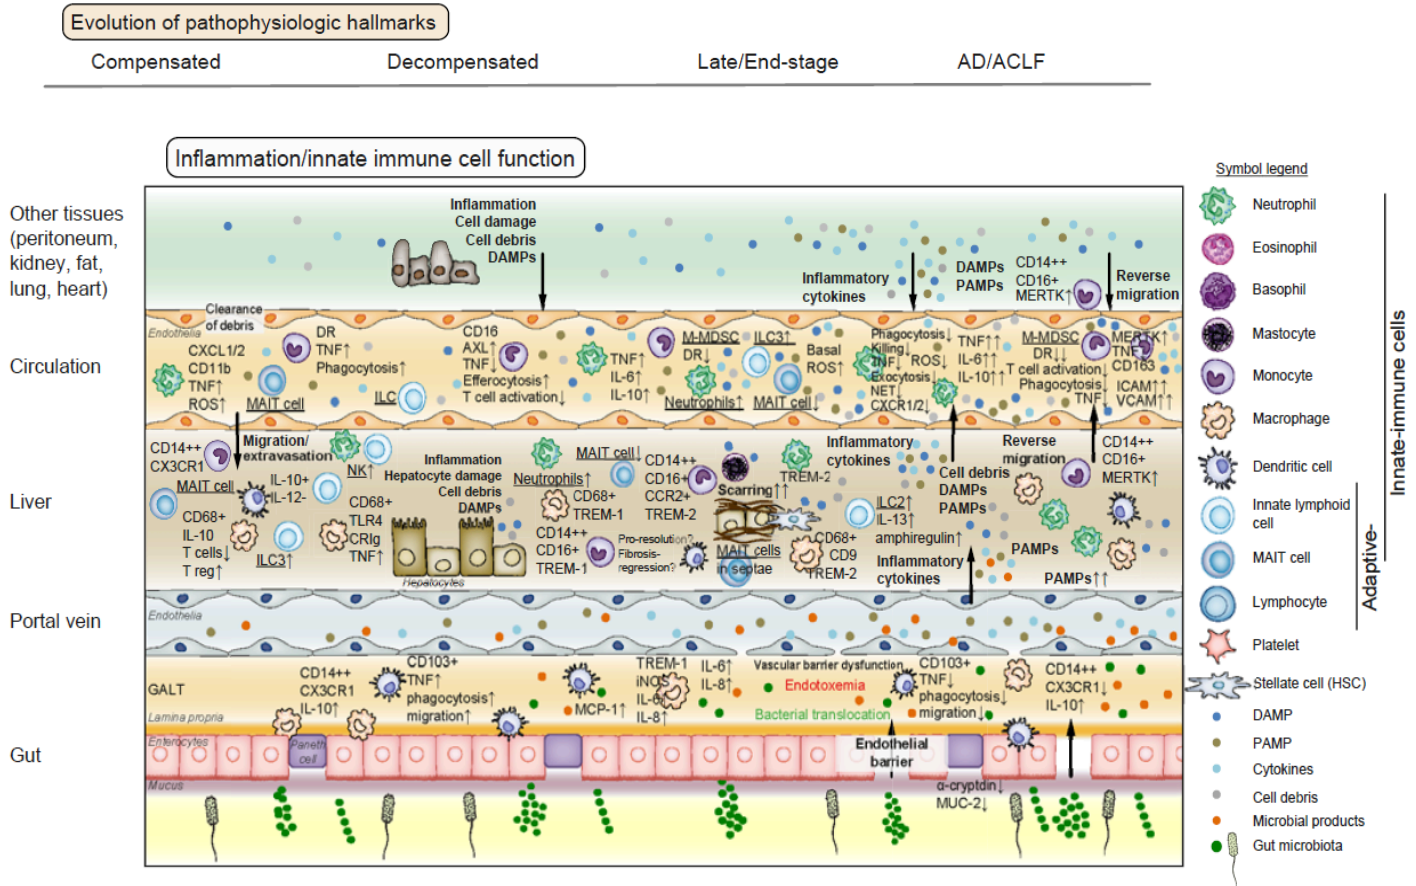 Evolution of pathophysiologic hallmarks
Compensated
Decompensated
Late/End-stage
AD/ACLF
Inflammation/innate immune cell function
Other tissues
(peritoneum,
kidney, fat,
lung, heart)
Inflammation
Cell damage
Cell debris
DAMPs
Inflammatory
cytokines
DAMPs
PAMPs
CD14++
CD16+
MERTK↑
Reverse
migration
Circulation
Clearance
of debris
Endothelia
CXCL1/2
CD11b
TNF↑
ROS↑
MAIT cell
DR
TNF↑
Phagocytosis↑
ILC
CD16
AXL↑
TNF↓
Efferocytosis↑
T cell activation↓
TNF↑
IL-6↑
IL-10↑
M-MDSC
DR↓
Neutrophils↑
ILC3↑
MAIT cell↓
Basal
ROS↑
Phagocytosis↓
Killing↓
TNF↓ ROS↓
Exocytosis↓
NET↓
CXCR1/2↓
TNF↑↑
IL-6↑↑
IL-10↑↑
M-MDSC
DR↓↓
T cell activation↓
Phagocytosis↓
TNF↓
MERTK↑
TNF
CD163
ICAM↑↑
VCAM↑↑
Liver
CD14++
CX3CR1
MAIT cell
CD68+
IL-10
T cells↓
T reg↑
Migration/
extravasation
IL-10+
IL-12-
ILC3↑
NK↑
CD68+
TLR4
CRIg
TNF↑
Inflammation
Hepatocyte damage
Cell debris
DAMPs
Hepatocytes
Neutrophils↑
CD68+
TREM-1
CD14++
CD16+
TREM-1
MAIT cell↓
Pro-resolution?
Fibrosis-
regression?
CD14++
CD16+
CCR2+
TREM-2
Scarring↑↑
MAIT cells
in septae
TREM-2
CD68+
CD9
TREM-2
Inflammatory
cytokines
ILC2↑
IL-13↑
amphiregulin↑
Inflammatory
cytokines
Cell debris
DAMPs
PAMPs
Reverse
migration
PAMPs
PAMPs↑↑
CD14++
CD16+
MERTK↑
Portal vein
Endothelia
GALT
Lamina propria
CD14++
CX3CR1
IL-10↑
CD103+
TNF↑
phagocytosis↑
migration↑
MCP-1↑
TREM-1
iNOS
IL-6
IL-8↑
IL-6↑
IL-8↑
Vascular barrier dysfunction
Endotoxemia
Bacterial translocation
CD103+
TNF↓
phagocytosis↓
migration↓
CD14++
CX3CR1↓
IL-10↑
Gut
Enterocytes
Paneth
cell
Mucus
Endothelial
barrier
α-cryptdin↓
MUC-2↓
Symbol legend
Neutrophil
Eosinophil
Basophil
Mastocyte
Monocyte
Macrophage
Dendritic cell
Innate lymphoid
cell
MAIT cell
Lymphocyte
Platelet
Stellate cell (HSC)
DAMP
PAMP
Cytokines
Cell debris
Microbial products
Gut microbiota
Innate-immune cells
Adaptive-